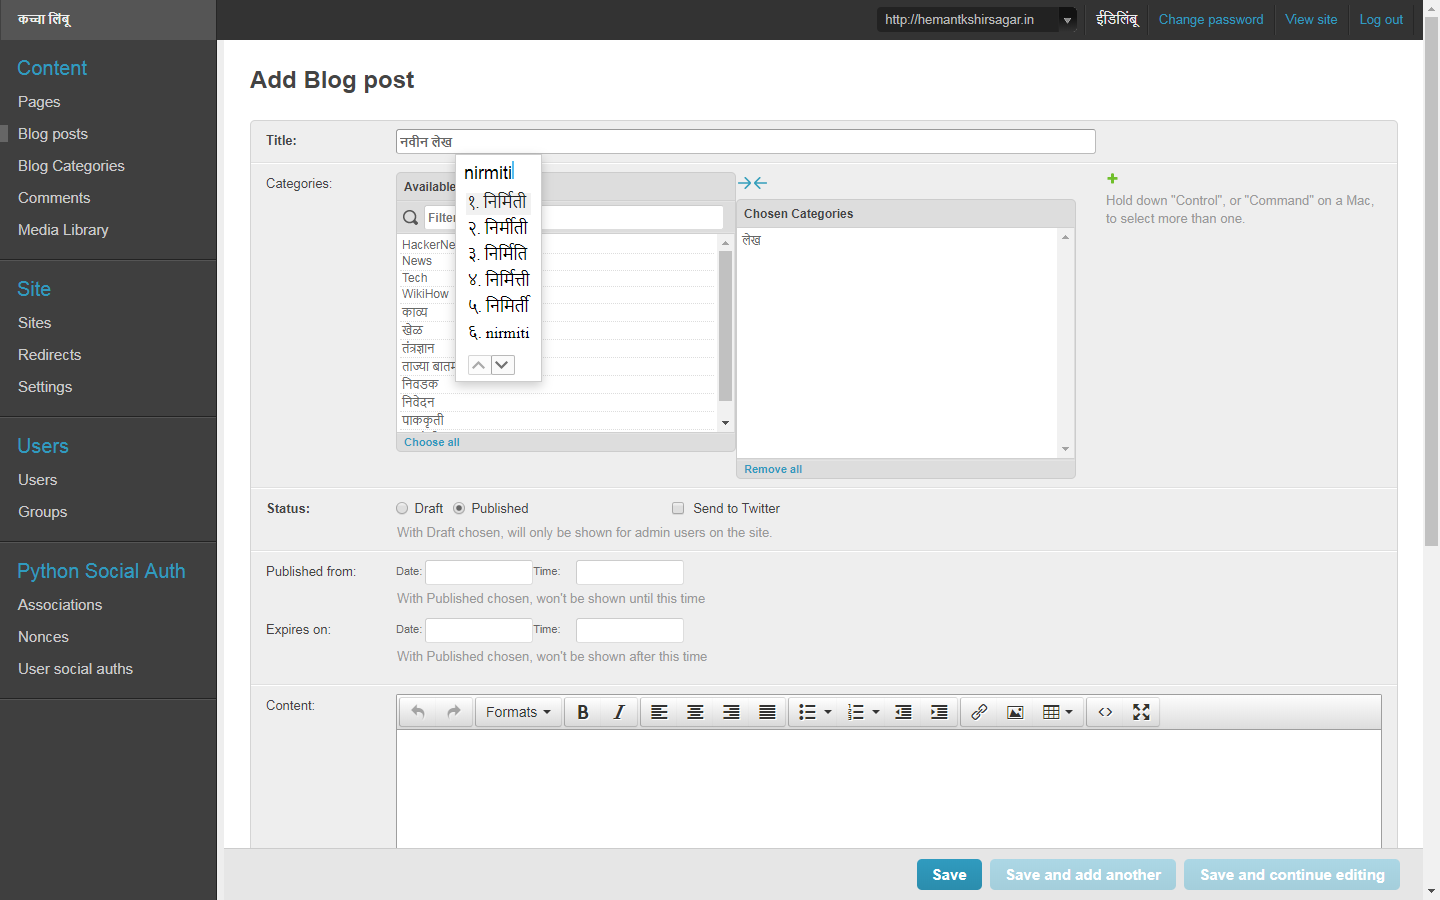 कच्चा लिंबू
http://hemantkshirsagar.in
ईडिलिंबू
Change password
View site
Log out
Content
Pages
Blog posts
Blog Categories
Comments
Media Library
Site
Sites
Redirects
Settings
Users
Users
Groups
Python Social Auth
Associations
Nonces
User social auths
Add Blog post
Title:
नवीन लेख
nirmiti
१. निर्मिती
२. निर्मीती
३. निर्मिति
४. निर्मित्ती
५. निमिर्ती
६. nirmiti
Categories:
Available
Filter
HackerNe
News
Tech
WikiHow
काव्य
खेळ
तंत्रज्ञान
ताज्या बातम
निवडक
निवेदन
पाककृती
Choose all
Chosen Categories
लेख
Remove all
Hold down "Control", or "Command" on a Mac,
to select more than one.
Status:
Draft
Published
Send to Twitter
With Draft chosen, will only be shown for admin users on the site.
Published from:
Date:
Time:
With Published chosen, won't be shown until this time
Expires on:
Date:
Time:
With Published chosen, won't be shown after this time
Content:
Formats
B
I
Save
Save and add another
Save and continue editing